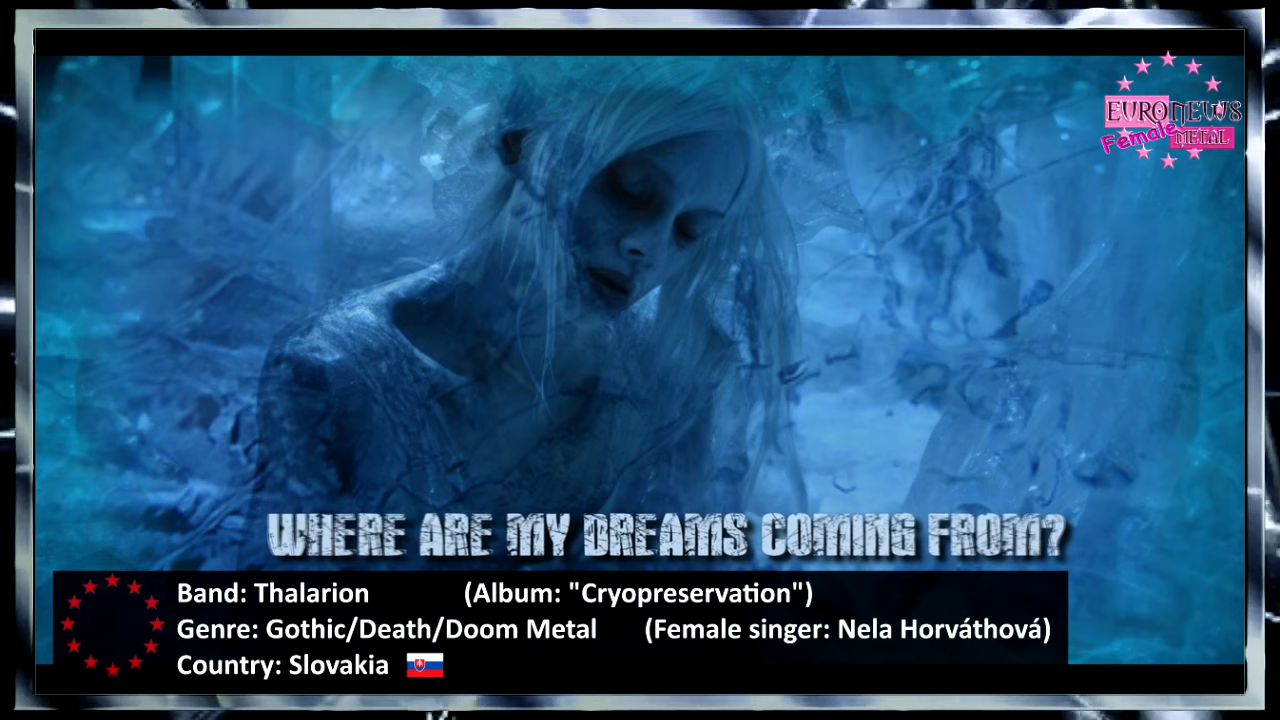 EURONEWS
Female METAL
WHERE ARE MY DREAMS COMING FROM?
Band: Thalarion (Album: "Cryopreservation")
Genre: Gothic/Death/Doom Metal (Female singer: Nela Horváthová)
Country: Slovakia